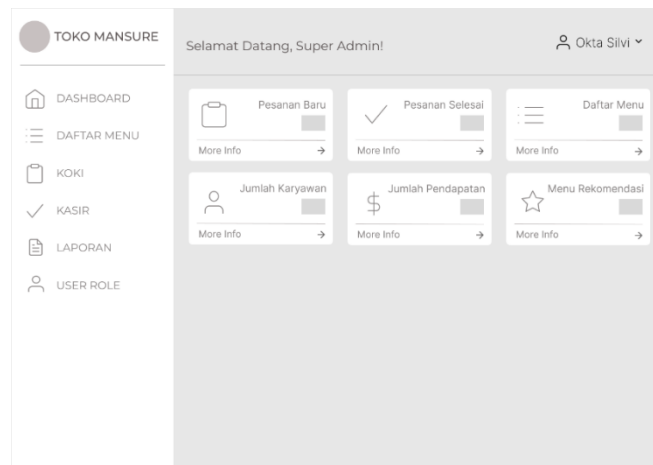 TOKO MANSURE
DASHBOARD
DAFTAR MENU
KOKI
KASIR
LAPORAN
USER ROLE
Selamat Datang, Super Admin!
Okta Silvi
Pesanan Baru
More Info
Pesanan Selesai
More Info
Daftar Menu
More Info
Jumlah Karyawan
More Info
$
Jumlah Pendapatan
More Info
Menu Rekomendasi
More Info